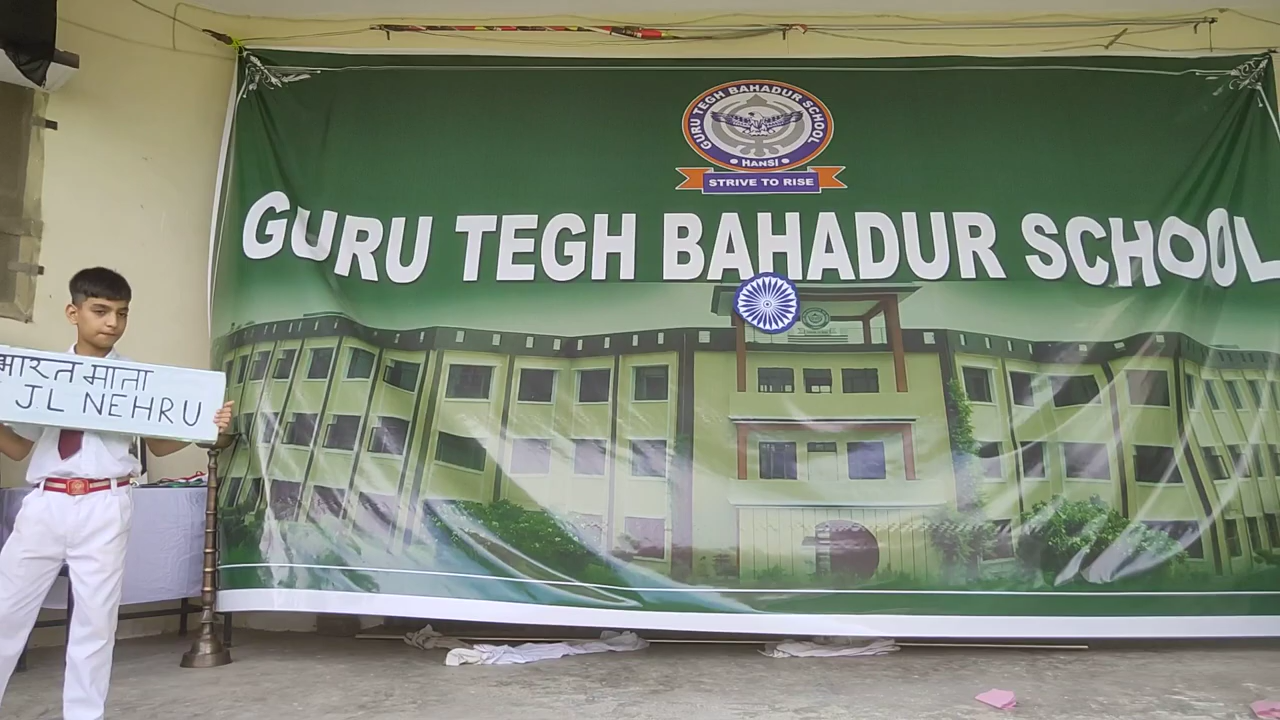 GURU TEGH BAHADUR SCHOOL
HANSI
STRIVE TO RISE
GURU TEGH BAHADUR SCHOOL
भारत माता
JL NEHRU